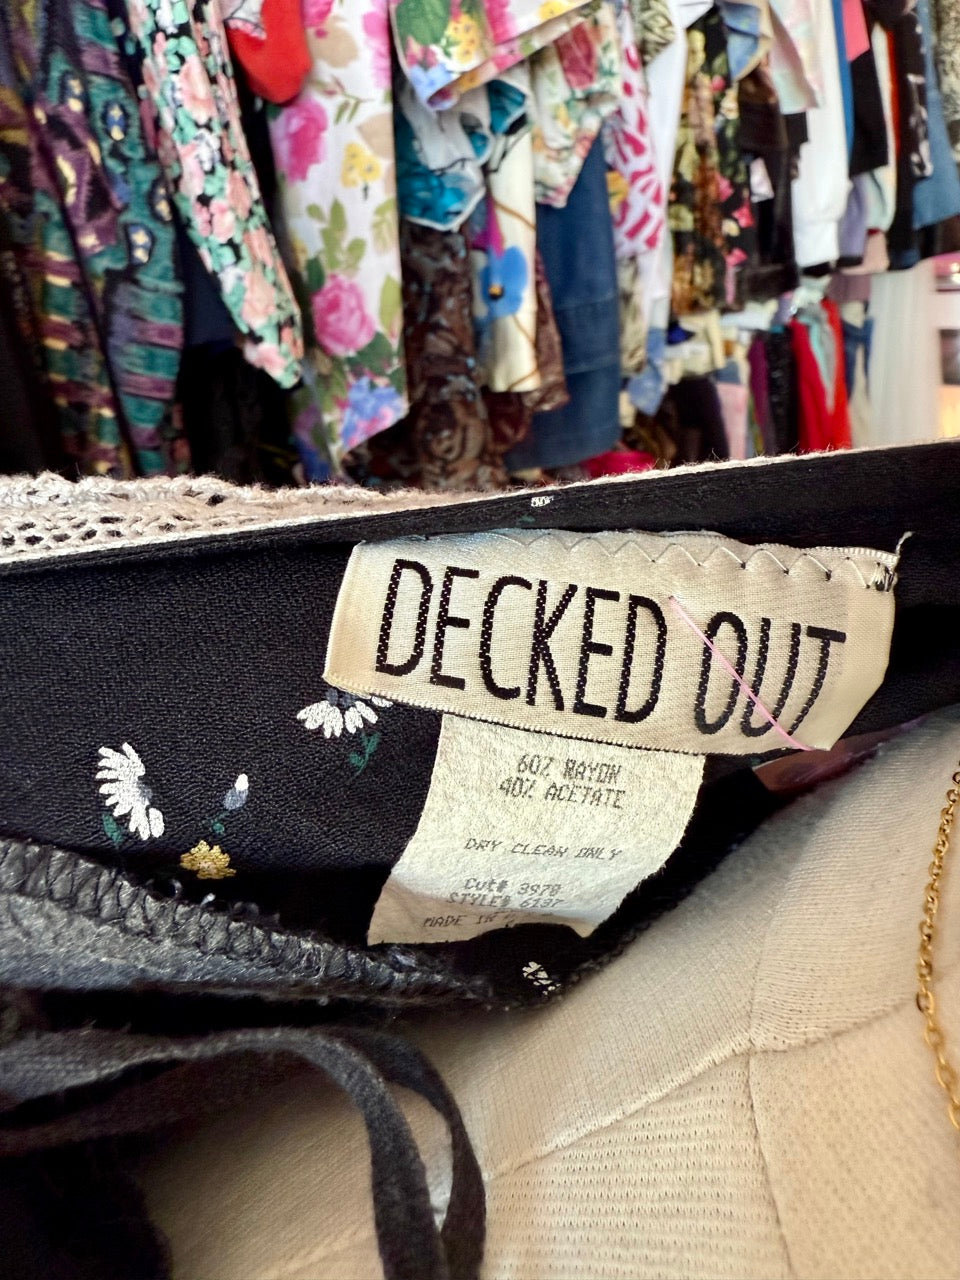 DECKED OUT
60% RAYON
40% ACETATE
DRY CLEAN ONLY
Cut# 3978
STYLE# 6137
MADE IN